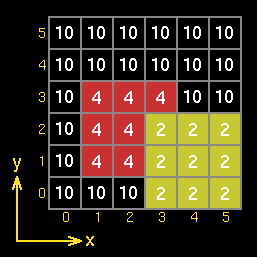 5 10 10 10 10 10 10
4 10 10 10 10 10 10
3 10 4 4 4 10 10
2 10 4 4 2 2 2
1 10 4 4 2 2 2
0 10 10 10 2 2 2
0 1 2 3 4 5
y
x